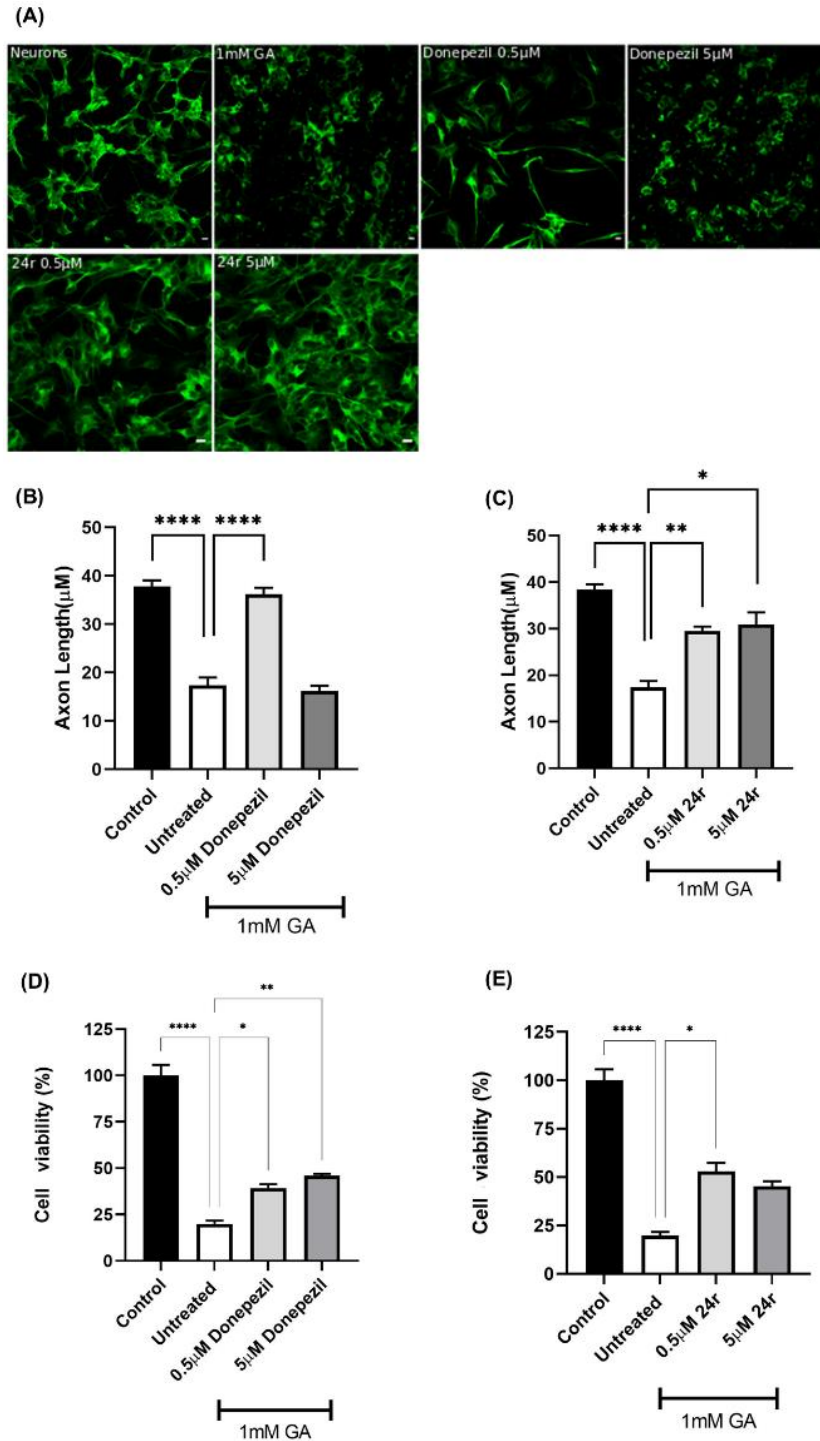 (A)
Neurons
1mM GA
Donepezil 0.5µM
Donepezil 5µM
24r 0.5µM
24r 5µM
(B)
Axon Length(µM)
50
40
30
20
10
0
****
****
Control
Untreated
0.5µM Donepezil
5µM Donepezil
1mM GA
(C)
Axon Length(µM)
50
40
30
20
10
0
****
**
*
Control
Untreated
0.5µM 24r
5µM 24r
1mM GA
(D)
Cell viability (%)
125
100
75
50
25
0
****
*
**
Control
Untreated
0.5µM Donepezil
5µM Donepezil
1mM GA
(E)
Cell viability (%)
125
100
75
50
25
0
****
*
Control
Untreated
0.5µM 24r
5µM 24r
1mM GA